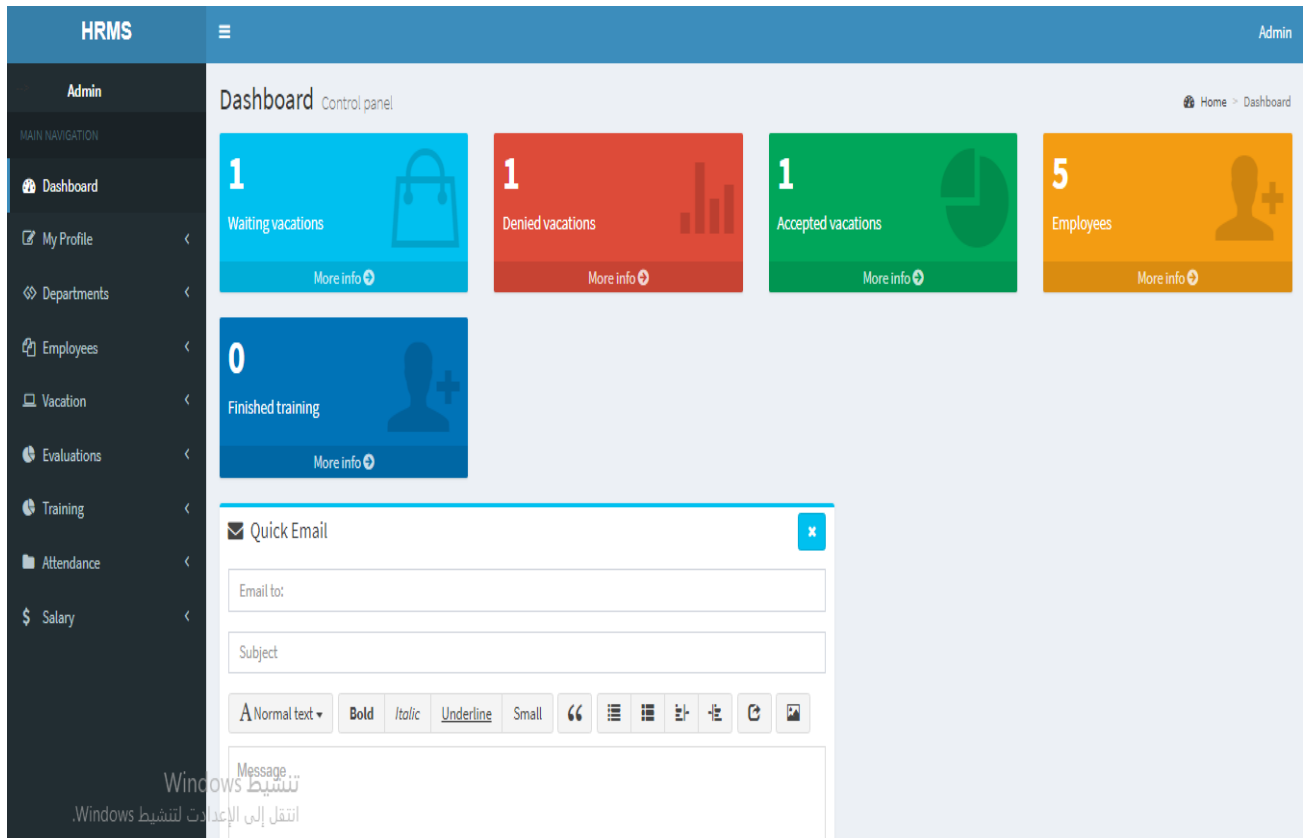 HRMS
Admin
Admin
MAIN NAVIGATION
Dashboard
My Profile
Departments
Employees
Vacation
Evaluations
Training
Attendance
$ Salary
Dashboard Control panel
Home > Dashboard
1
Waiting vacations
More info
1
Denied vacations
More info
1
Accepted vacations
More info
5
Employees
More info
0
Finished training
More info
Quick Email
Email to:
Subject
A Normal text Bold Italic Underline Small “
Message
تنشيط Windows
انتقل إلى الإعدادت لتنشيط Windows.